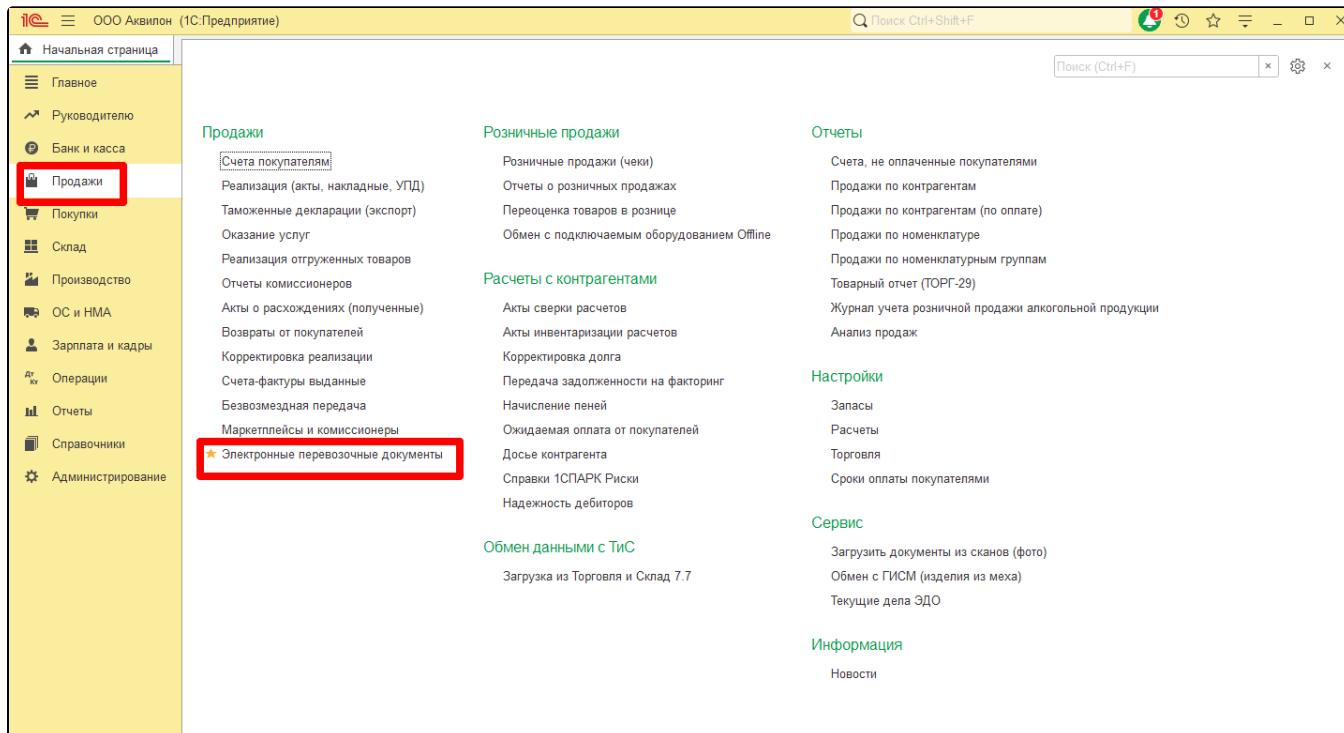 1С ООО Аквилон (1С:Предприятие) Поиск Ctrl+Shift+F 1
Начальная страница
Поиск (Ctrl+F)
Главное
Руководителю
Банк и касса
Продажи
Покупки
Склад
Производство
ОС и НМА
Зарплата и кадры
Дт Кт Операции
Отчеты
Справочники
Администрирование
Продажи
Счета покупателям
Реализация (акты, накладные, УПД)
Таможенные декларации (экспорт)
Оказание услуг
Реализация отгруженных товаров
Отчеты комиссионеров
Акты о расхождениях (полученные)
Возвраты от покупателей
Корректировка реализации
Счета-фактуры выданные
Безвозмездная передача
Маркетплейсы и комиссионеры
Электронные перевозочные документы
Розничные продажи
Розничные продажи (чеки)
Отчеты о розничных продажах
Переоценка товаров в рознице
Обмен с подключаемым оборудованием Offline
Расчеты с контрагентами
Акты сверки расчетов
Акты инвентаризации расчетов
Корректировка долга
Передача задолженности на факторинг
Начисление пеней
Ожидаемая оплата от покупателей
Досье контрагента
Справки 1СПАРК Риски
Надежность дебиторов
Обмен данными с ТиС
Загрузка из Торговля и Склад 7.7
Отчеты
Счета, не оплаченные покупателями
Продажи по контрагентам
Продажи по контрагентам (по оплате)
Продажи по номенклатуре
Продажи по номенклатурным группам
Товарный отчет (ТОРГ-29)
Журнал учета розничной продажи алкогольной продукции
Анализ продаж
Настройки
Запасы
Расчеты
Торговля
Сроки оплаты покупателями
Сервис
Загрузить документы из сканов (фото)
Обмен с ГИСМ (изделия из меха)
Текущие дела ЭДО
Информация
Новости